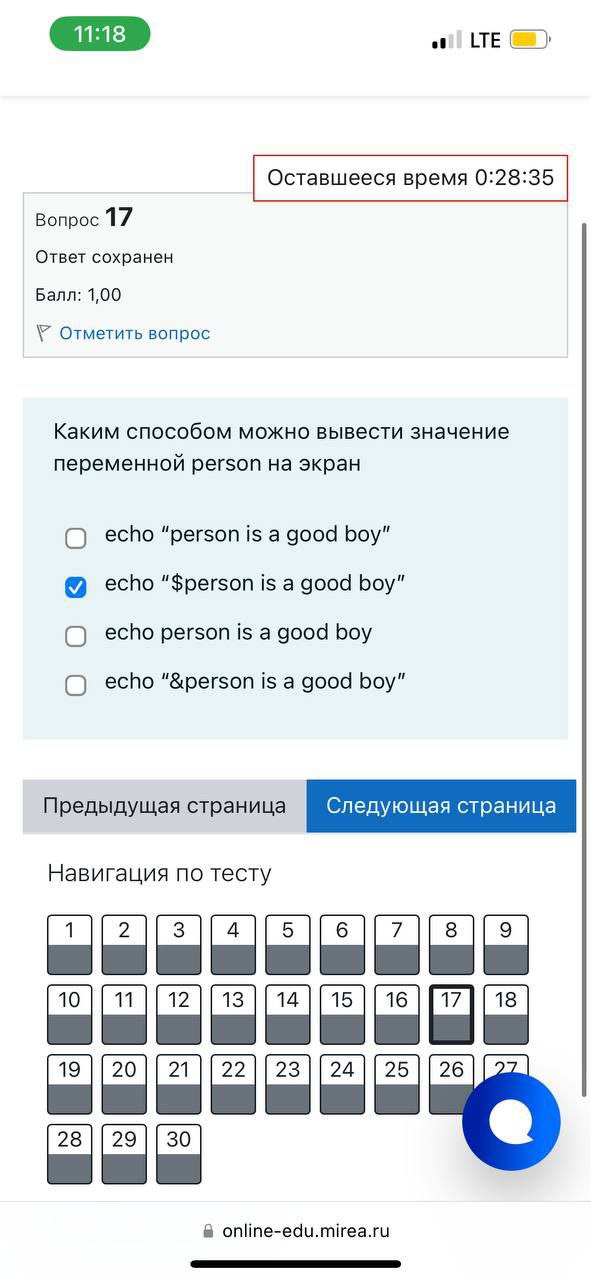 11:18
LTE
Оставшееся время 0:28:35
Вопрос 17
Ответ сохранен
Балл: 1,00
Отметить вопрос
Каким способом можно вывести значение
переменной person на экран
echo “person is a good boy”
echo “$person is a good boy”
echo person is a good boy
echo “&person is a good boy”
Предыдущая страница
Следующая страница
Навигация по тесту
1 2 3 4 5 6 7 8 9
10 11 12 13 14 15 16 17 18
19 20 21 22 23 24 25 26 27
28 29 30
online-edu.mirea.ru